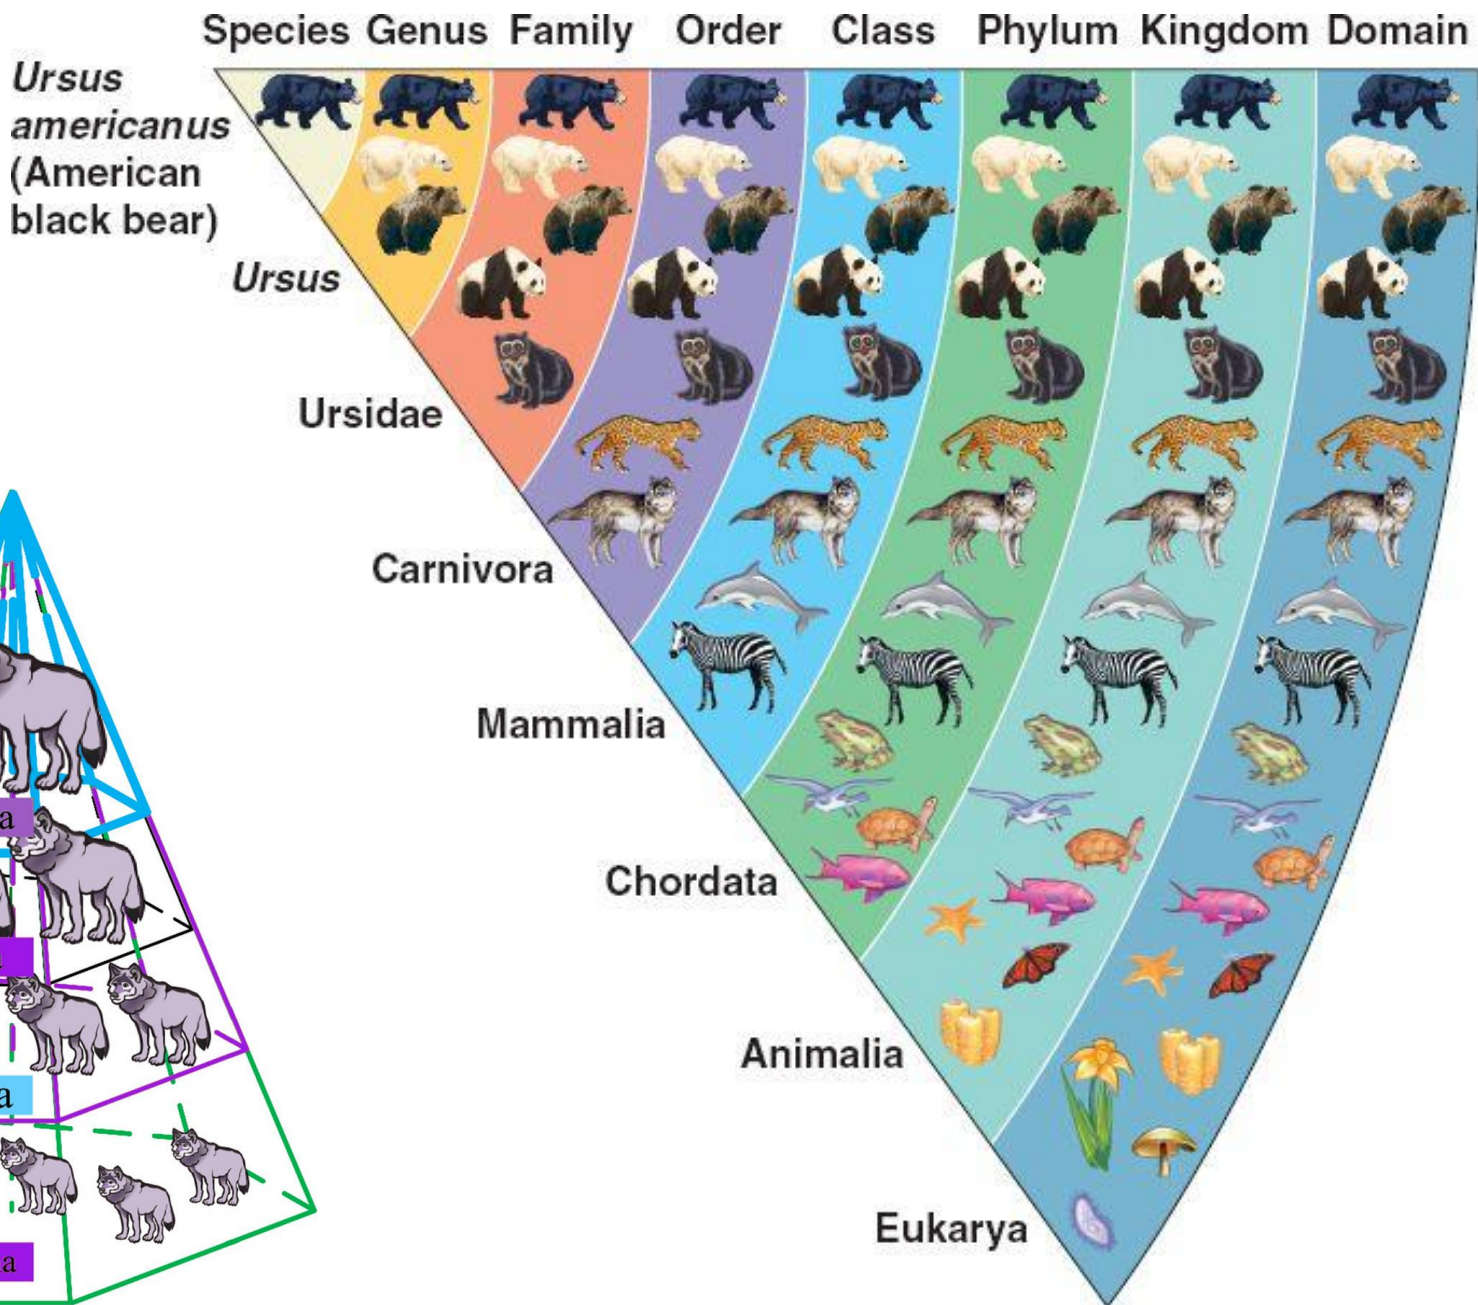 Species Genus Family Order Class Phylum Kingdom Domain
Ursus
americanus
(American
black bear)
Ursus
Ursidae
Carnivora
Mammalia
Chordata
Animalia
Eukarya
a
a
a